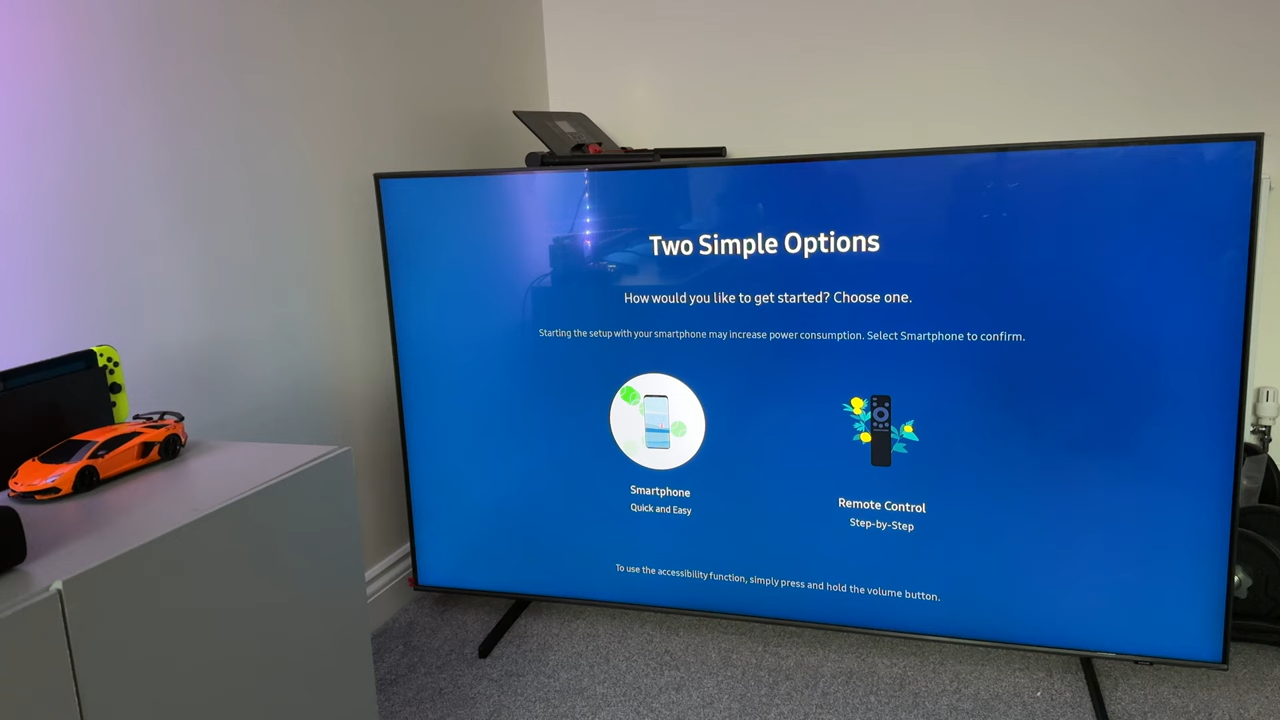 Two Simple Options
How would you like to get started? Choose one.
Starting the setup with your smartphone may increase power consumption. Select Smartphone to confirm.
Smartphone
Quick and Easy
Remote Control
Step-by-Step
To use the accessibility function, simply press and hold the volume button.